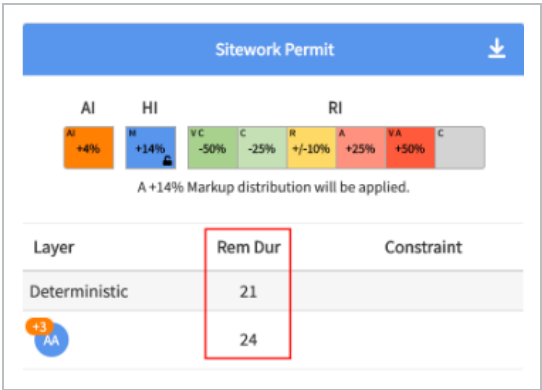 Sitework Permit
AI HI RI
AI M VC C R A VA C
+4% +14% -50% -25% +/-10% +25% +50%
A +14% Markup distribution will be applied.
Layer Rem Dur Constraint
Deterministic 21
+3
AA 24